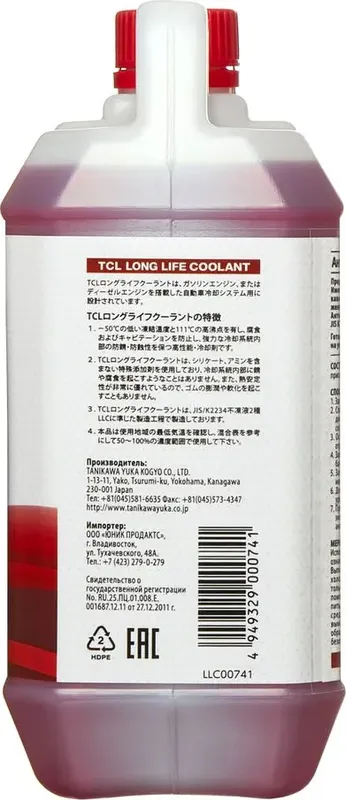 TCL LONG LIFE COOLANT
TCLロングライフクーラントは、ガソリンエンジン、または
ディーゼルエンジンを搭載した自動車冷却システム用に
設計されています。
TCLロングライフクーラントの特徴
1. −50℃の低い凍結温度と111℃の高沸点を有し、腐食
およびキャビテーションを防止し、強力な冷却系統内
部の防錆・防蝕性を保つ高性能・冷却剤です。
2. TCLロングライフクーラントは、シリケート、アミンを含
まない特殊添加剤を使用しており、冷却系統内部に錆
や腐食を起こすようなことはありません。また、熱安定
性が非常に優れているので、ゴムの膨潤や軟化を起こ
すこともありません。
3. TCLロングライフクーラントは、JIS/K2234不凍液2種
LLCに準じた製造工程で製造しております。
4. 本品は使用地域の最低気温を確認し、混合表を参考
にして50〜100%の濃度範囲で使用して下さい。
Производитель:
TANIKAWA YUKA KOGYO CO., LTD.
1-13-11, Yako, Tsurumi-ku, Yokohama, Kanagawa
230-001 Japan
Тел: +81(045)581-6635 Факс: +81(045)573-4347
http://www.tanikawayuka.co.jp
Импортер:
ООО «ЮНИК ПРОДАКТС»,
г. Владивосток,
ул. Тухачевского, 48А.
Тел.: +7 (423) 279-0-279
Свидетельство о
государственной регистрации
No. RU.25.ПЦ.01.008.Е.
001687.12.11 от 27.12.2011 г.
2
HDPE
EAC
4 949329 000741
LLC00741